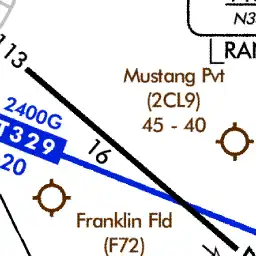 N3
RAN
113
Mustang Pvt
(2CL9)
45 - 40
2400G
T329
20
16
Franklin Fld
(F72)